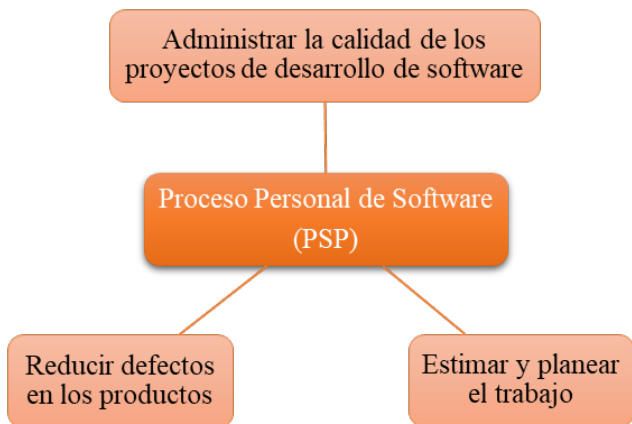 Administrar la calidad de los
proyectos de desarrollo de software
Proceso Personal de Software
(PSP)
Reducir defectos
en los productos
Estimar y planear
el trabajo